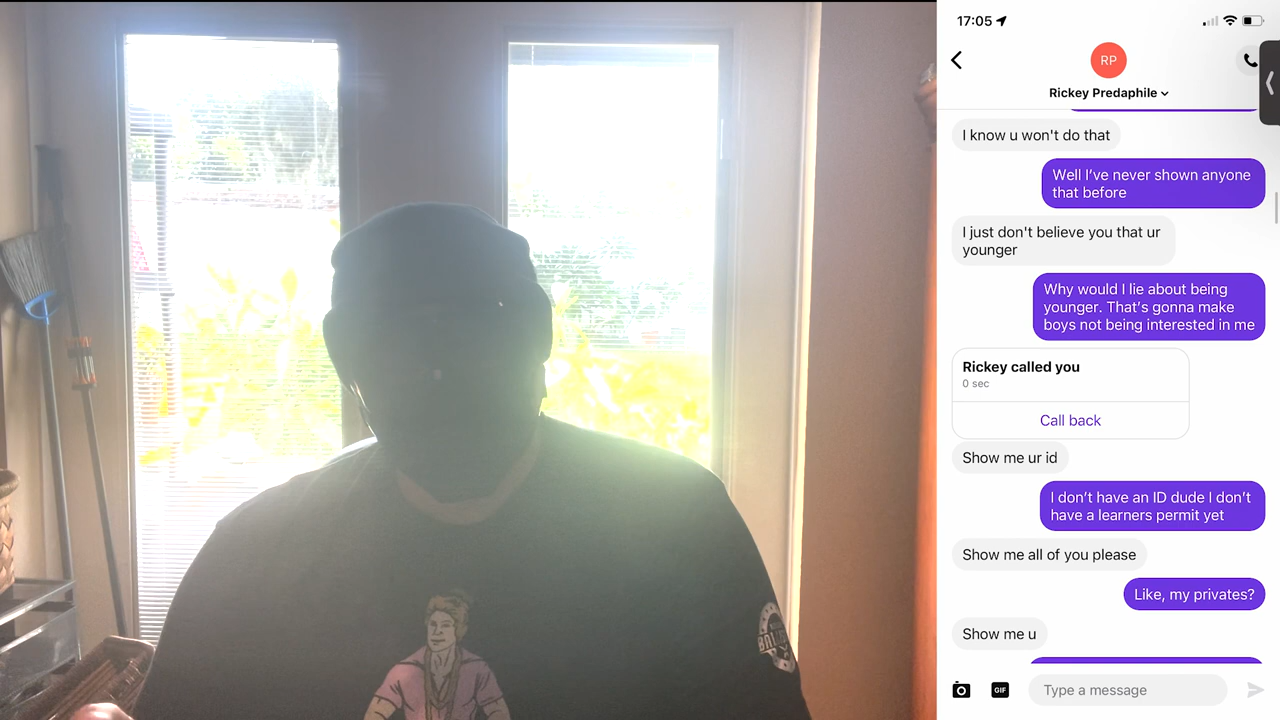 17:05
RP
Rickey Predaphile
I know u won't do that
Well I've never shown anyone
that before
I just don't believe you that ur
younger
Why would I lie about being
younger. That's gonna make
boys not being interested in me
Rickey called you
0 sec
Call back
Show me ur id
I don't have an ID dude I don't
have a learners permit yet
Show me all of you please
Like, my privates?
Show me u
GIF
Type a message